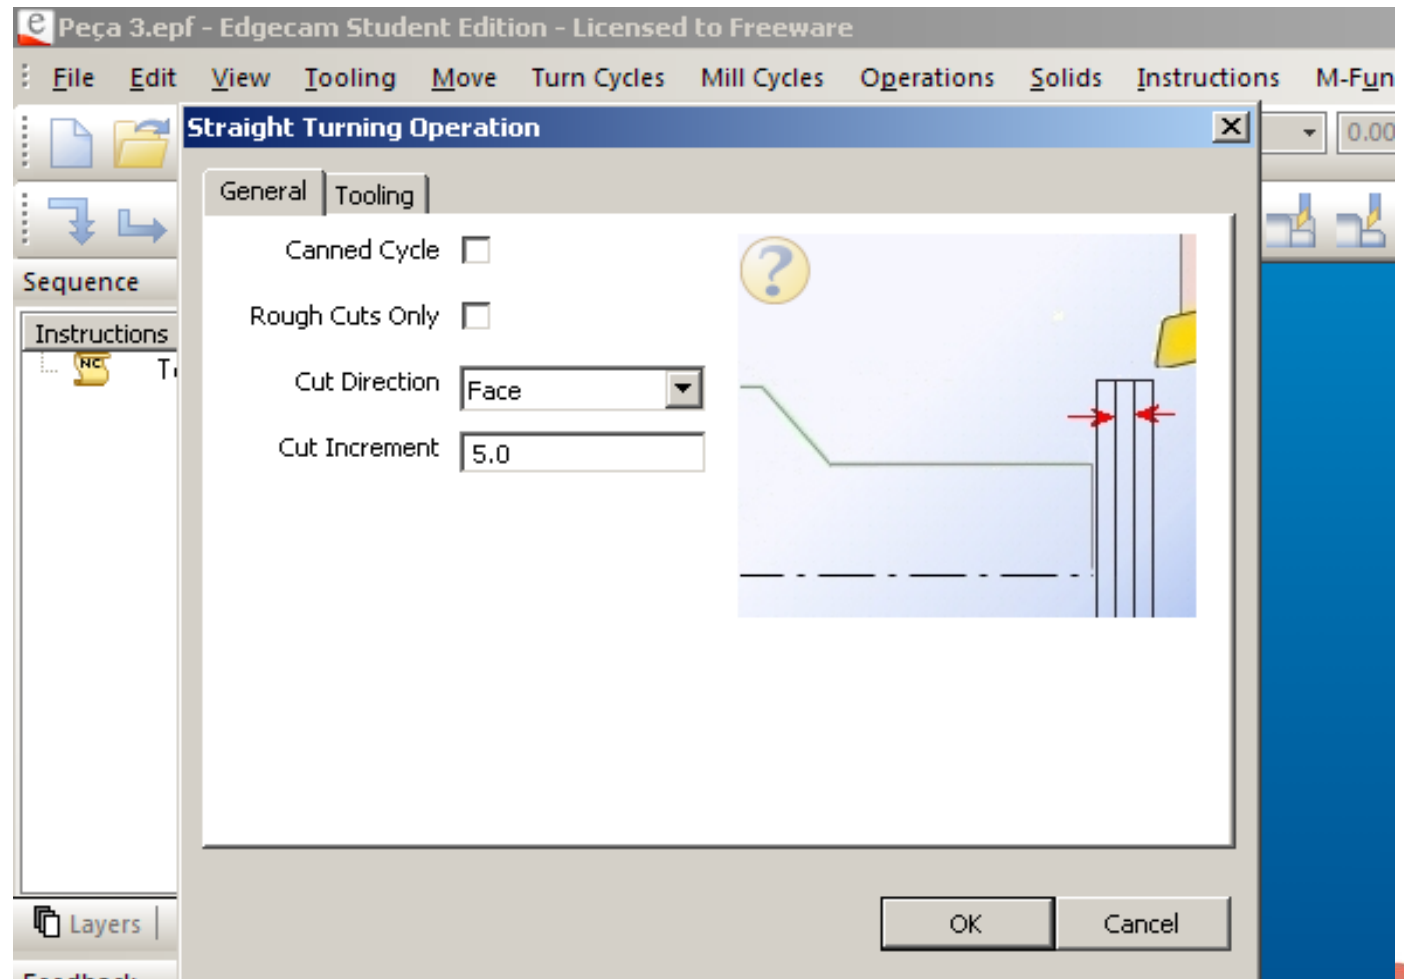 Peça 3.epf - Edgecam Student Edition - Licensed to Freeware
File Edit View Tooling Move Turn Cycles Mill Cycles Operations Solids Instructions M-Fun
Straight Turning Operation
0.00
General Tooling
Canned Cycle
Sequence
Rough Cuts Only
Instructions
NC
Cut Direction Face
Cut Increment 5.0
?
OK Cancel
Layers